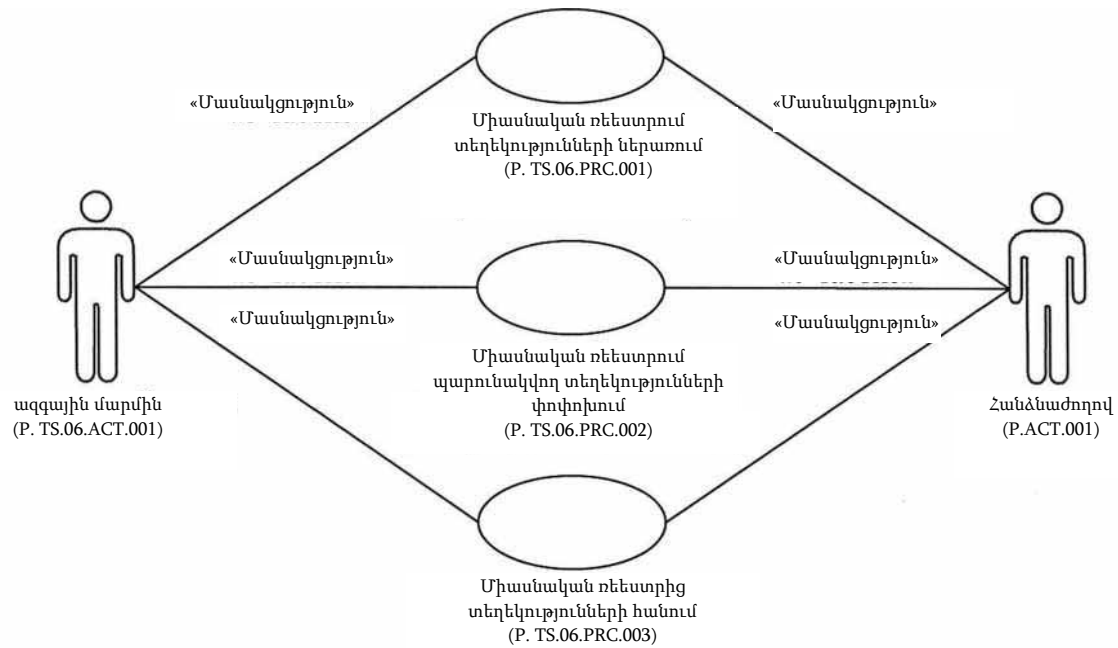 «Մասնակցություն»
«Մասնակցություն»
Միասնական ռեեստրում
տեղեկությունների ներառում
(P. TS.06.PRC.001)
«Մասնակցություն»
«Մասնակցություն»
«Մասնակցություն»
«Մասնակցություն»
Միասնական ռեեստրում
պարունակվող տեղեկությունների
փոփոխում
(P. TS.06.PRC.002)
ազգային մարմին
(P. TS.06.ACT.001)
Հանձնաժողով
(P.ACT.001)
Միասնական ռեեստրից
տեղեկությունների հանում
(P. TS.06.PRC.003)